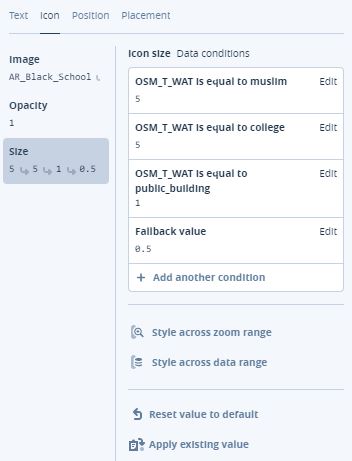 Text Icon Position Placement
Image
AR_Black_School
Opacity
1
Size
5 5 1 0.5
Icon size Data conditions
OSM_T_WAT is equal to muslim Edit
5
OSM_T_WAT is equal to college Edit
5
OSM_T_WAT is equal to Edit
public_building
1
Fallback value Edit
0.5
+ Add another condition
Style across zoom range
Style across data range
Reset value to default
Apply existing value